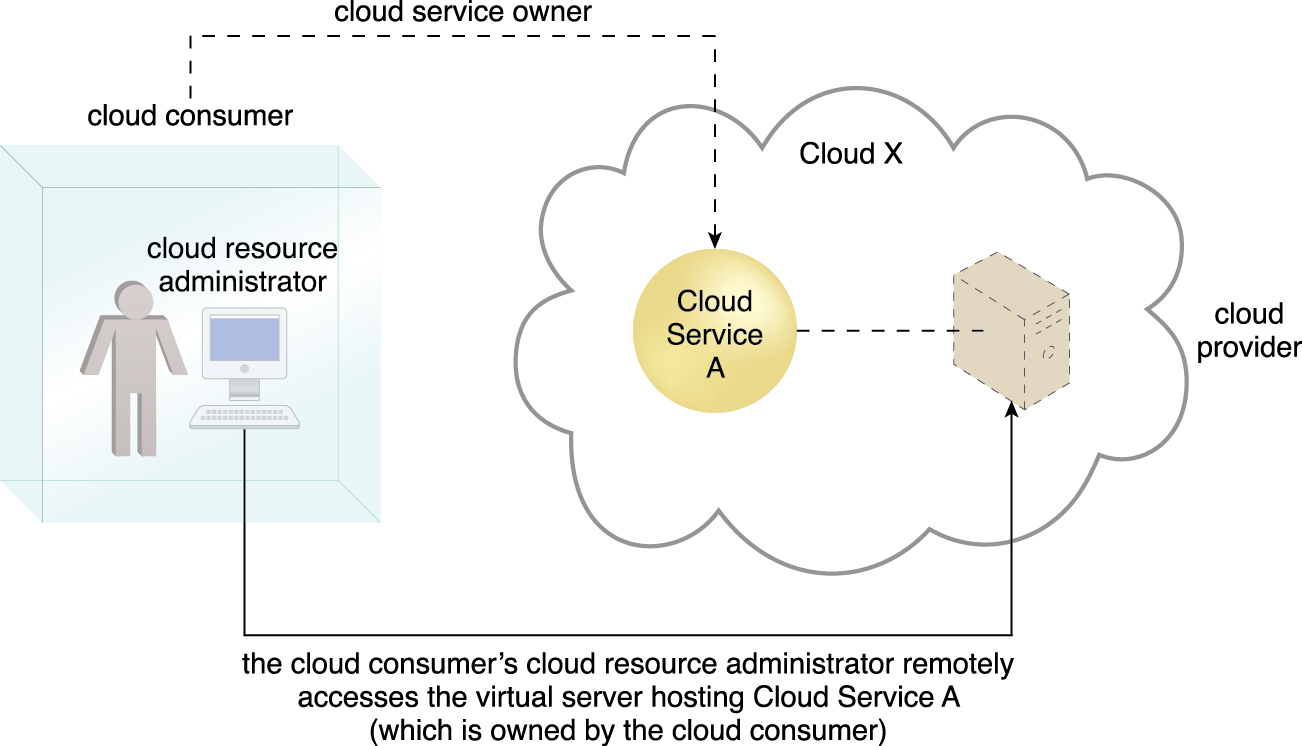 cloud service owner
cloud consumer
cloud resource
administrator
Cloud X
Cloud
Service
A
cloud
provider
the cloud consumer’s cloud resource administrator remotely
accesses the virtual server hosting Cloud Service A
(which is owned by the cloud consumer)